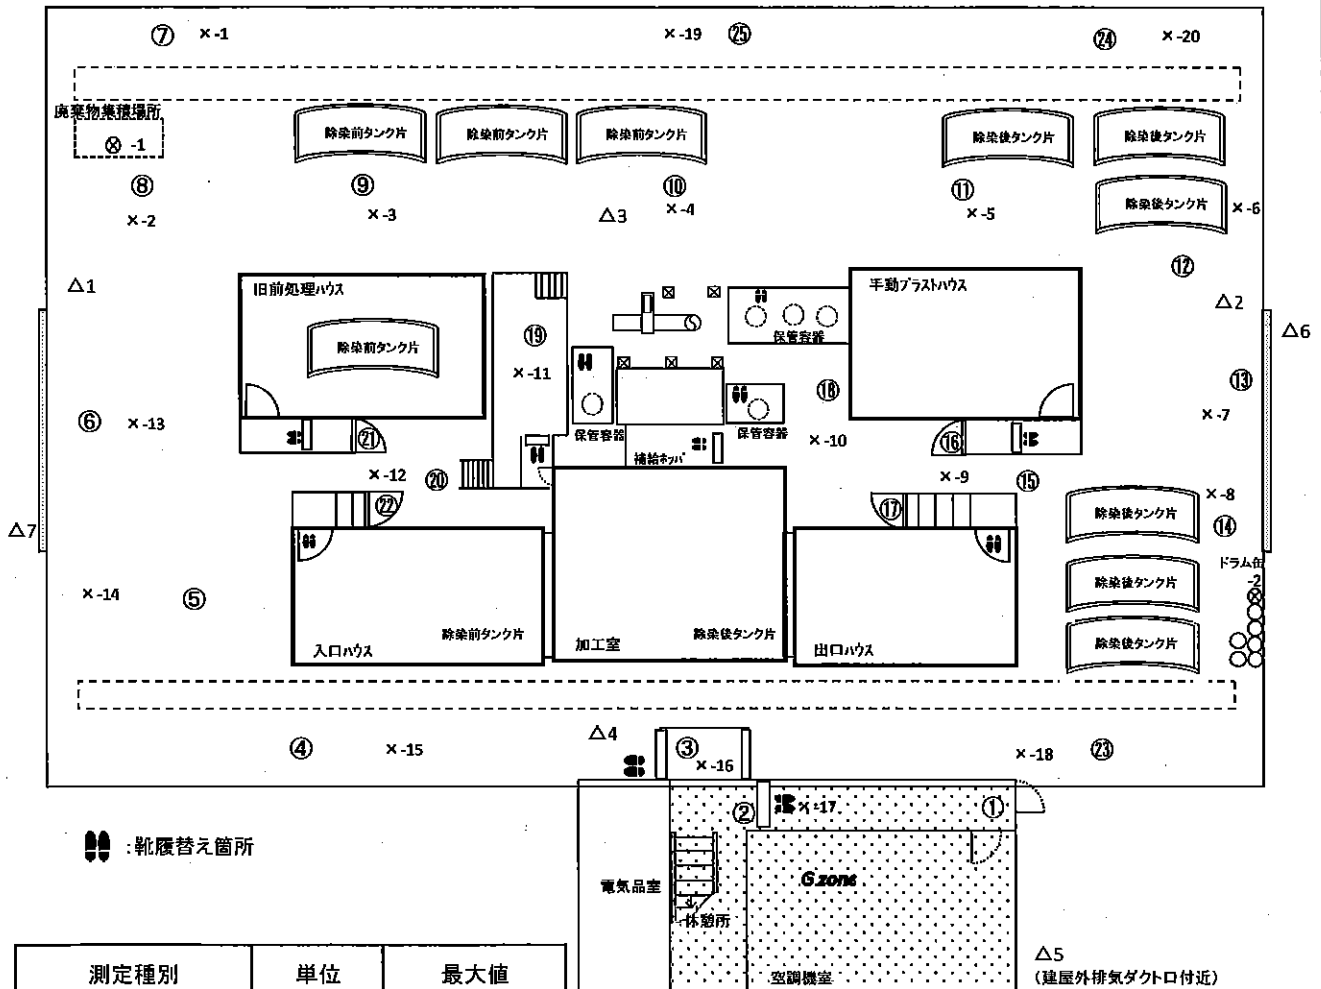 ⑦ ×-1 ×-19 ㉕ ㉔ ×-20
廃棄物集積場所
⊗ -1
除染前タンク片 除染前タンク片 除染前タンク片 除染後タンク片 除染後タンク片
⑧ ⑨ ⑩ ⑪
除染後タンク片
×-2 ×-3 △3 ×-4 ×-5 ×-6
⑫
△1 旧前処理ハウス 手動ブラストハウス △2
除染前タンク片 ⑲ 保管容器 △6
×-11 ⑱ ⑬
⑥ ×-13 ×-7
㉑ 保管容器 保管容器 ×-10 ⑯
補給ホッパ
×-12 ⑳ ×-9 ⑮
㉒ ⑰ ×-8
△7 除染後タンク片 ⑭
ドラム缶
-2
除染後タンク片
×-14 ⑤
入口ハウス 除染前タンク片 加工室 除染後タンク片 出口ハウス 除染後タンク片
④ ×-15 △4 ③ ×-16 ×-18 ㉓
② ×-17 ①
:靴履替え箇所
電気品室 G zone
休憩所
測定種別 単位 最大値 空調機室 △5
(建屋外排気ダクト口付近)